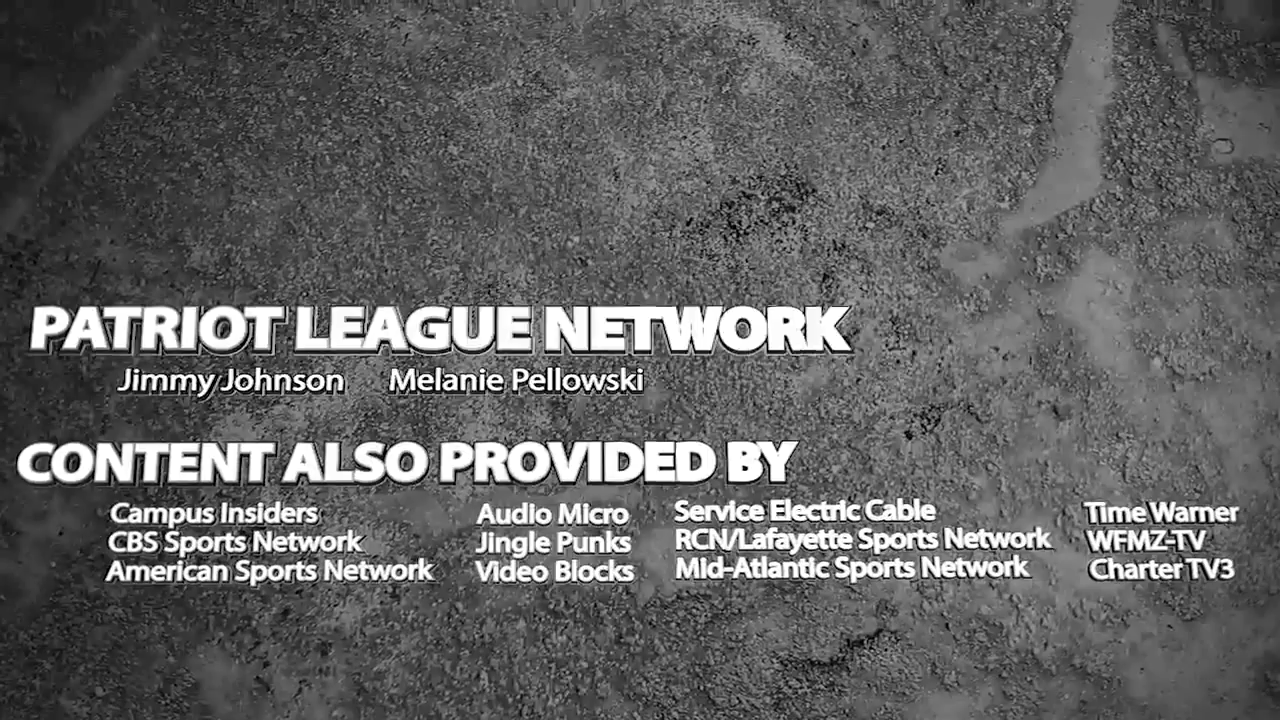 PATRIOT LEAGUE NETWORK
Jimmy Johnson Melanie Pellowski
CONTENT ALSO PROVIDED BY
Campus Insiders Audio Micro Service Electric Cable Time Warner
CBS Sports Network Jingle Punks RCN/Lafayette Sports Network WFMZ-TV
American Sports Network Video Blocks Mid-Atlantic Sports Network Charter TV3